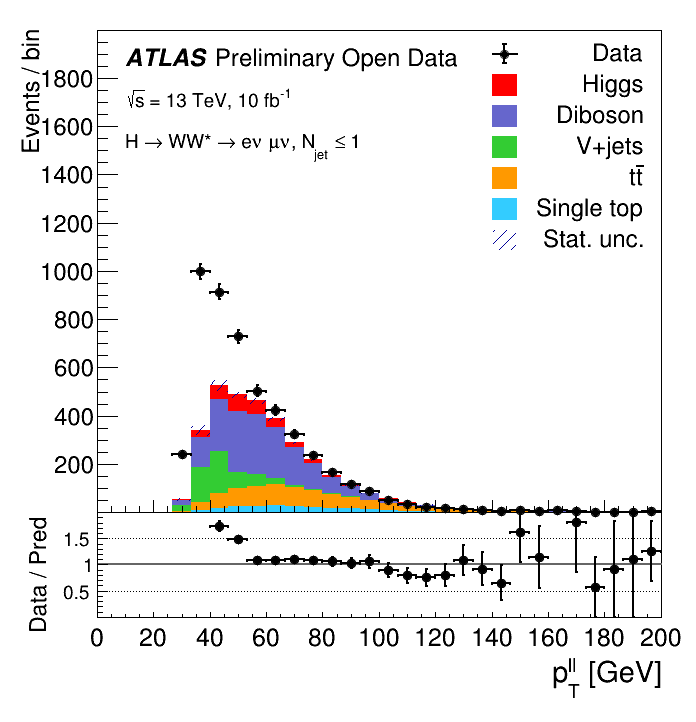 ATLAS Preliminary Open Data
√s = 13 TeV, 10 fb⁻¹
H → WW* → eν μν, N_jet ≤ 1
Data
Higgs
Diboson
V+jets
tt̄
Single top
Stat. unc.
Events / bin
1800
1600
1400
1200
1000
800
600
400
200
Data / Pred
1.5
1
0.5
0 20 40 60 80 100 120 140 160 180 200
p_T^ll [GeV]